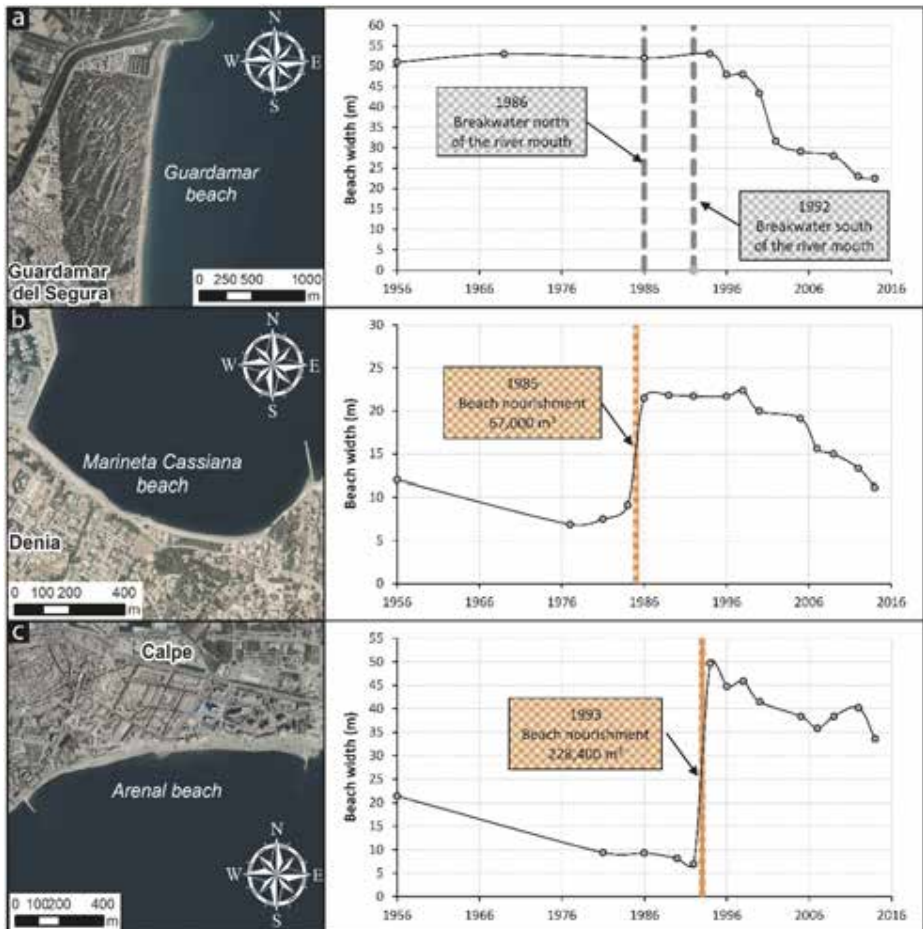 a
N
W E
S
Guardamar
beach
Guardamar
del Segura
0 250 500 1000
m
Beach width (m)
60
55
50
45
40
35
30
25
20
15
10
5
0
1986
Breakwater north
of the river mouth
1992
Breakwater south
of the river mouth
1956 1966 1976 1986 1996 2006 2016
b
N
W E
S
Marineta Cassiana
beach
Denia
0 100 200 400
m
Beach width (m)
30
25
20
15
10
5
0
1985
Beach nourishment
67,000 m³
1956 1966 1976 1986 1996 2006 2016
c
Calpe
Arenal beach
N
W E
S
0 100 200 400
m
Beach width (m)
55
50
45
40
35
30
25
20
15
10
5
0
1993
Beach nourishment
228,400 m³
1956 1966 1976 1986 1996 2006 2016